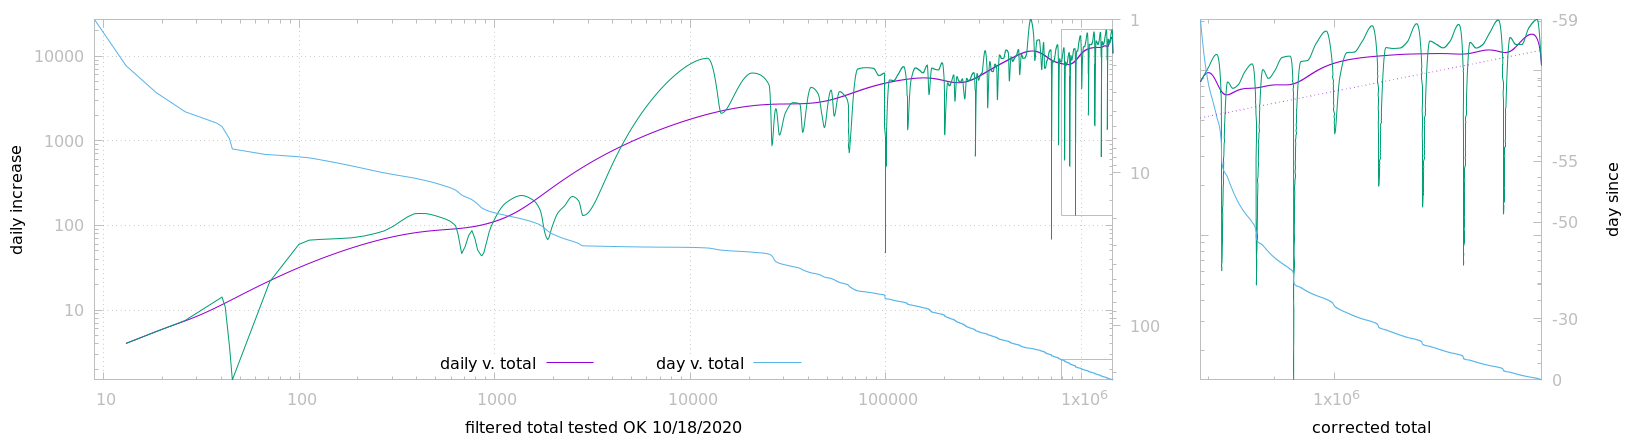 daily increase
10000
1000
100
10
10
100
1000
10000
100000
1x10^6
filtered total tested OK 10/18/2020
daily v. total
day v. total
1
10
100
1x10^6
corrected total
-59
-55
-50
-50
-30
0
day since